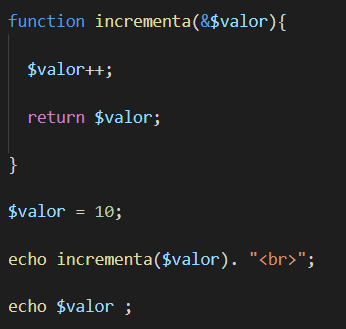 function incrementa(&$valor){
$valor++;
return $valor;
}
$valor = 10;
echo incrementa($valor). "<br>";
echo $valor ;